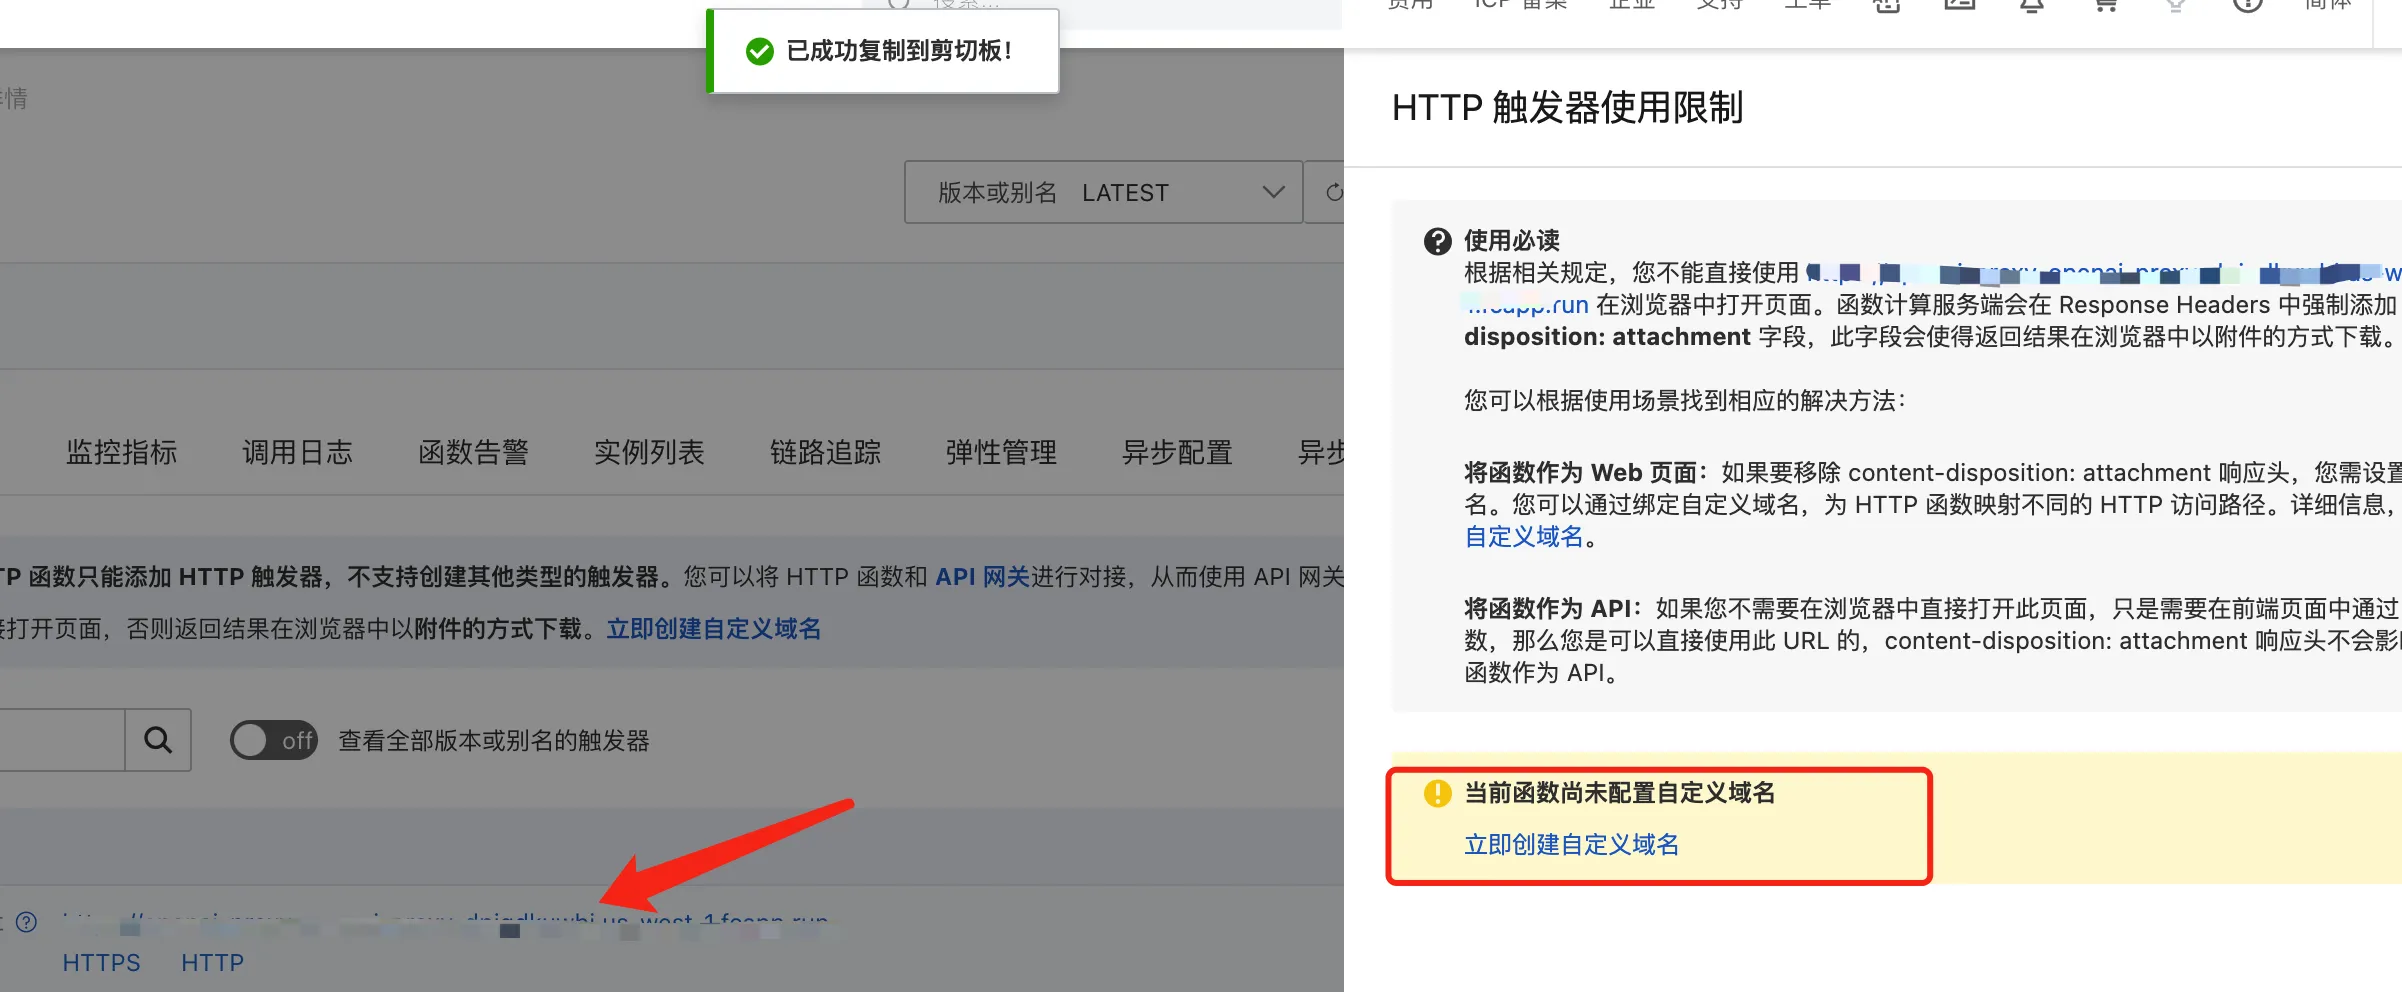 搜索...
费用 ICP 备案 企业 支持 工单 简体
已成功复制到剪切板！
详情
版本或别名 LATEST
监控指标 调用日志 函数告警 实例列表 链路追踪 弹性管理 异步配置 异步
TP 函数只能添加 HTTP 触发器，不支持创建其他类型的触发器。您可以将 HTTP 函数和 API 网关进行对接，从而使用 API 网关
接打开页面，否则返回结果在浏览器中以附件的方式下载。立即创建自定义域名
off 查看全部版本或别名的触发器
HTTPS HTTP
HTTP 触发器使用限制
使用必读
根据相关规定，您不能直接使用
.run 在浏览器中打开页面。函数计算服务端会在 Response Headers 中强制添加
disposition: attachment 字段，此字段会使得返回结果在浏览器中以附件的方式下载。
您可以根据使用场景找到相应的解决方法：
将函数作为 Web 页面：如果要移除 content-disposition: attachment 响应头，您需设置
名。您可以通过绑定自定义域名，为 HTTP 函数映射不同的 HTTP 访问路径。详细信息，
自定义域名。
将函数作为 API：如果您不需要在浏览器中直接打开此页面，只是需要在前端页面中通过
数，那么您是可以直接使用此 URL 的，content-disposition: attachment 响应头不会影
函数作为 API。
当前函数尚未配置自定义域名
立即创建自定义域名